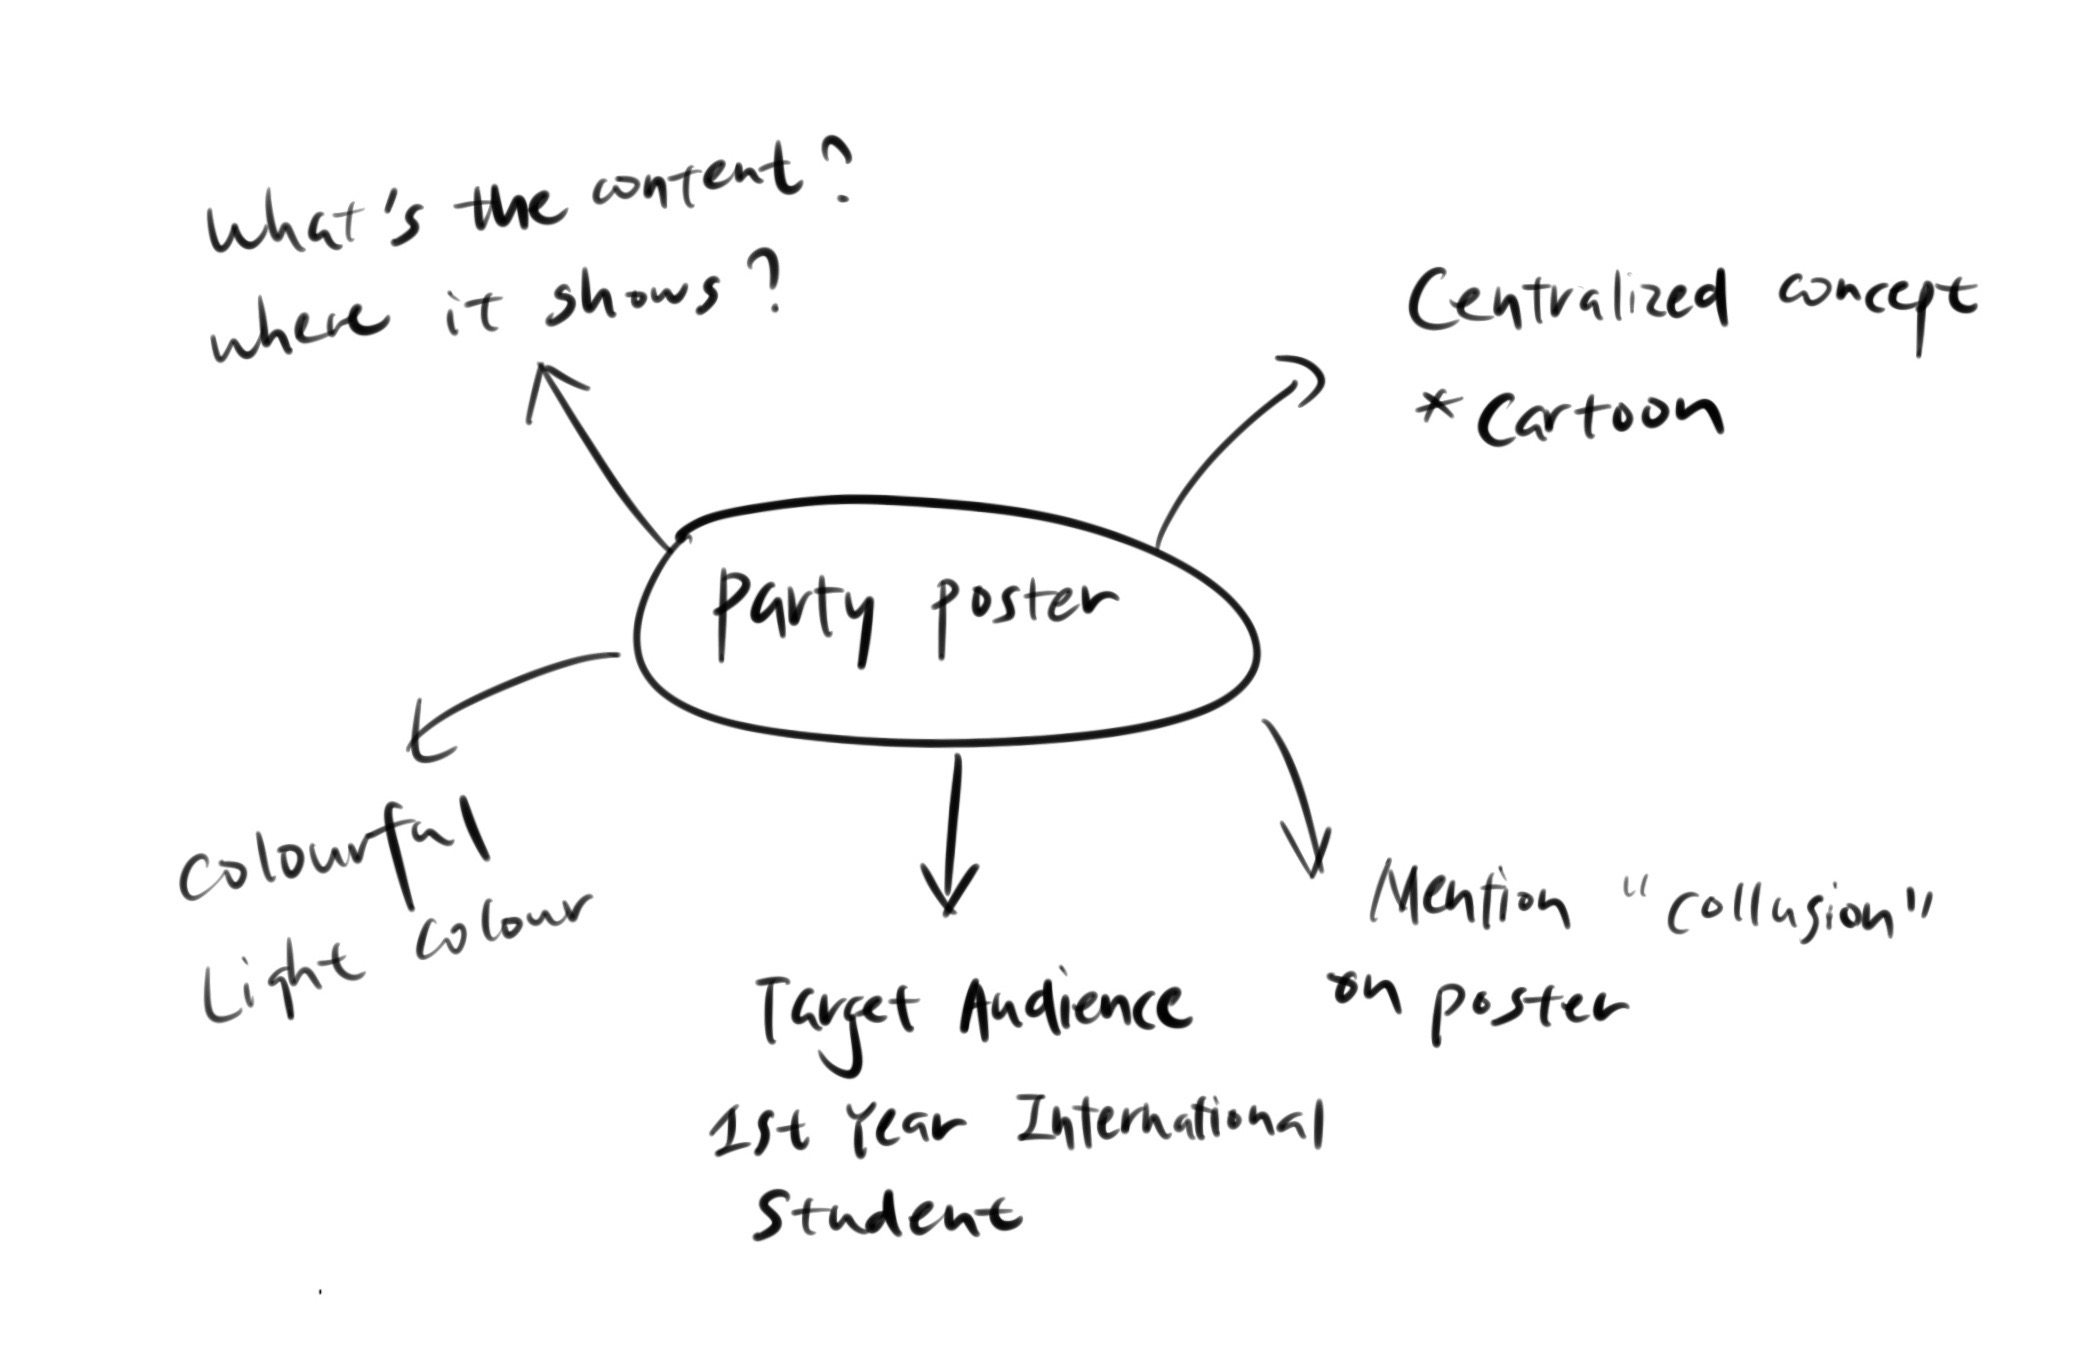 What's the content?
where it shows?
Centralized concept
* Cartoon
Party poster
Colourful
Light colour
Target Audience
1st Year International
Student
Mention "collusion"
on poster